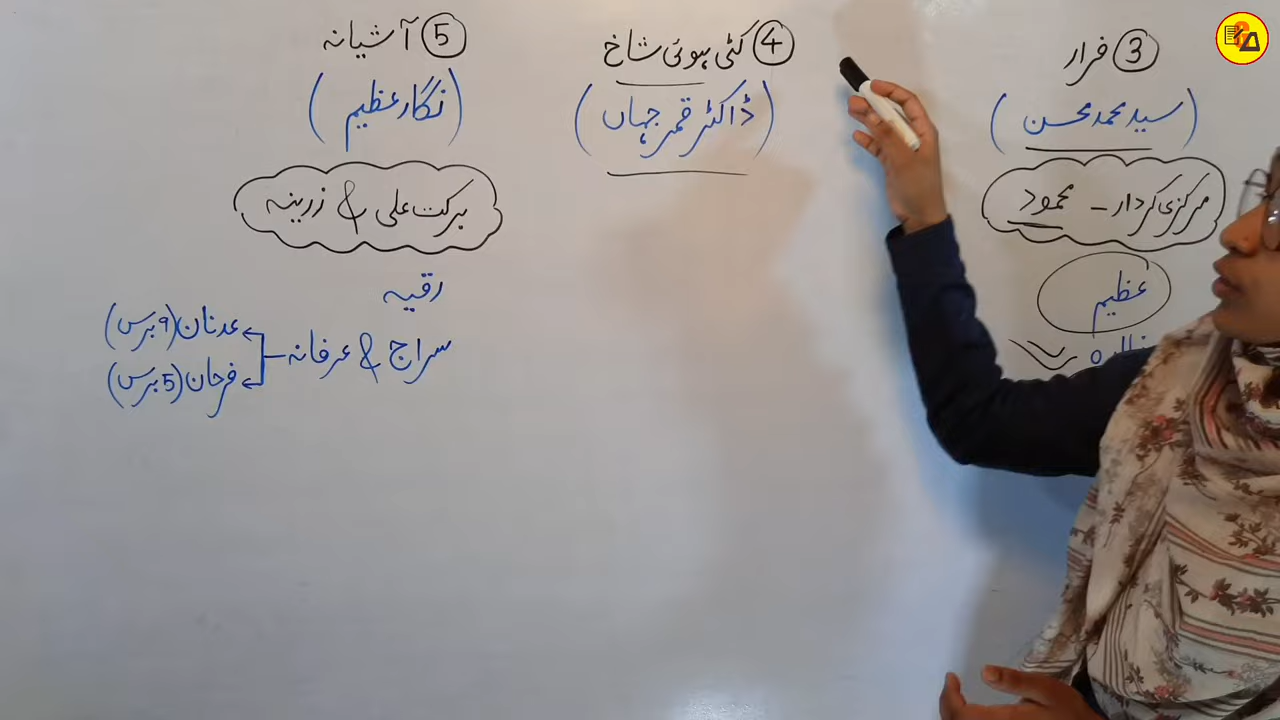 ③ فرار
(سید محمد محسن)
مرکزی کردار - محمود
عظیم
④ کٹی ہوئی شاخ
(ڈاکٹر قمر جہاں)
⑤ آشیانہ
(نگار عظیم)
برکت علی & زرینہ
رقیہ
سراج & عرفانہ
عدنان (۹ برس)
فرحان (5 برس)